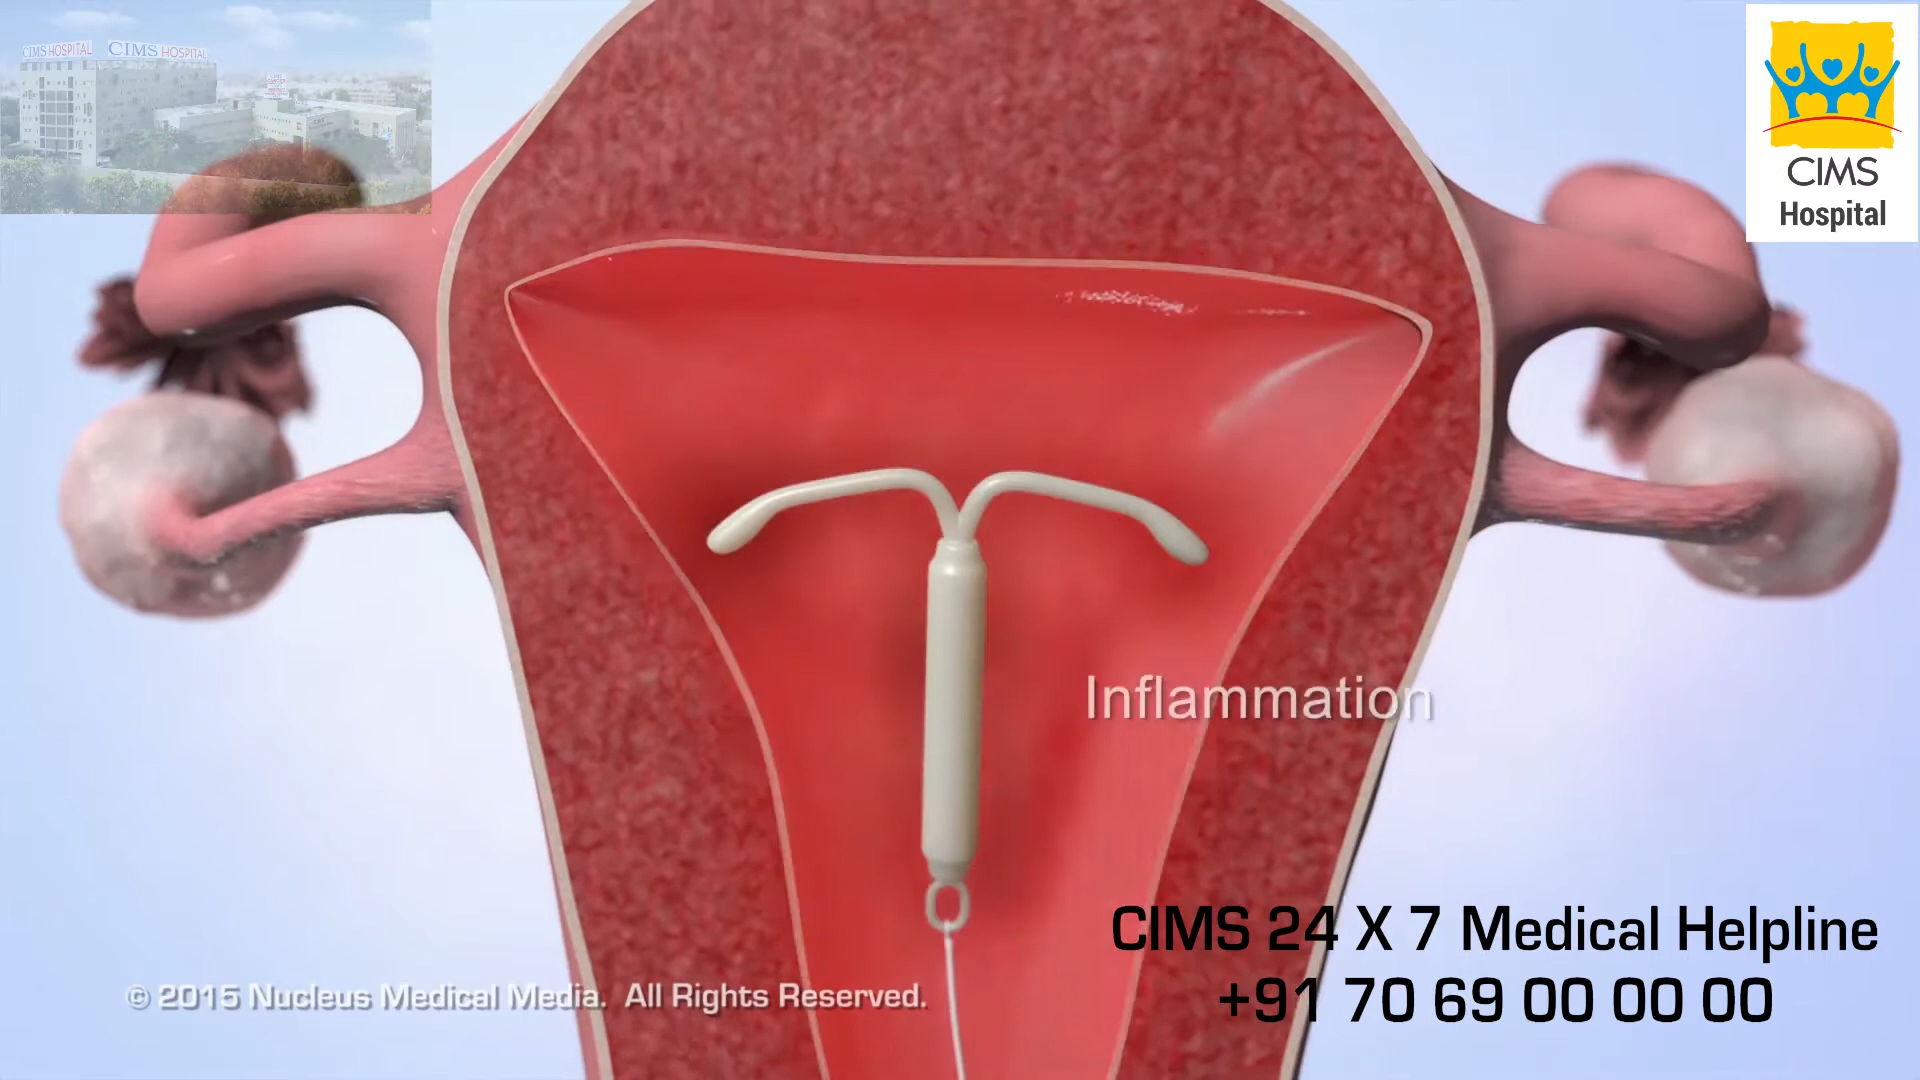 CIMS HOSPITAL CIMS HOSPITAL
CIMS
Hospital
Inflammation
CIMS 24 X 7 Medical Helpline
+91 70 69 00 00 00
© 2015 Nucleus Medical Media. All Rights Reserved.